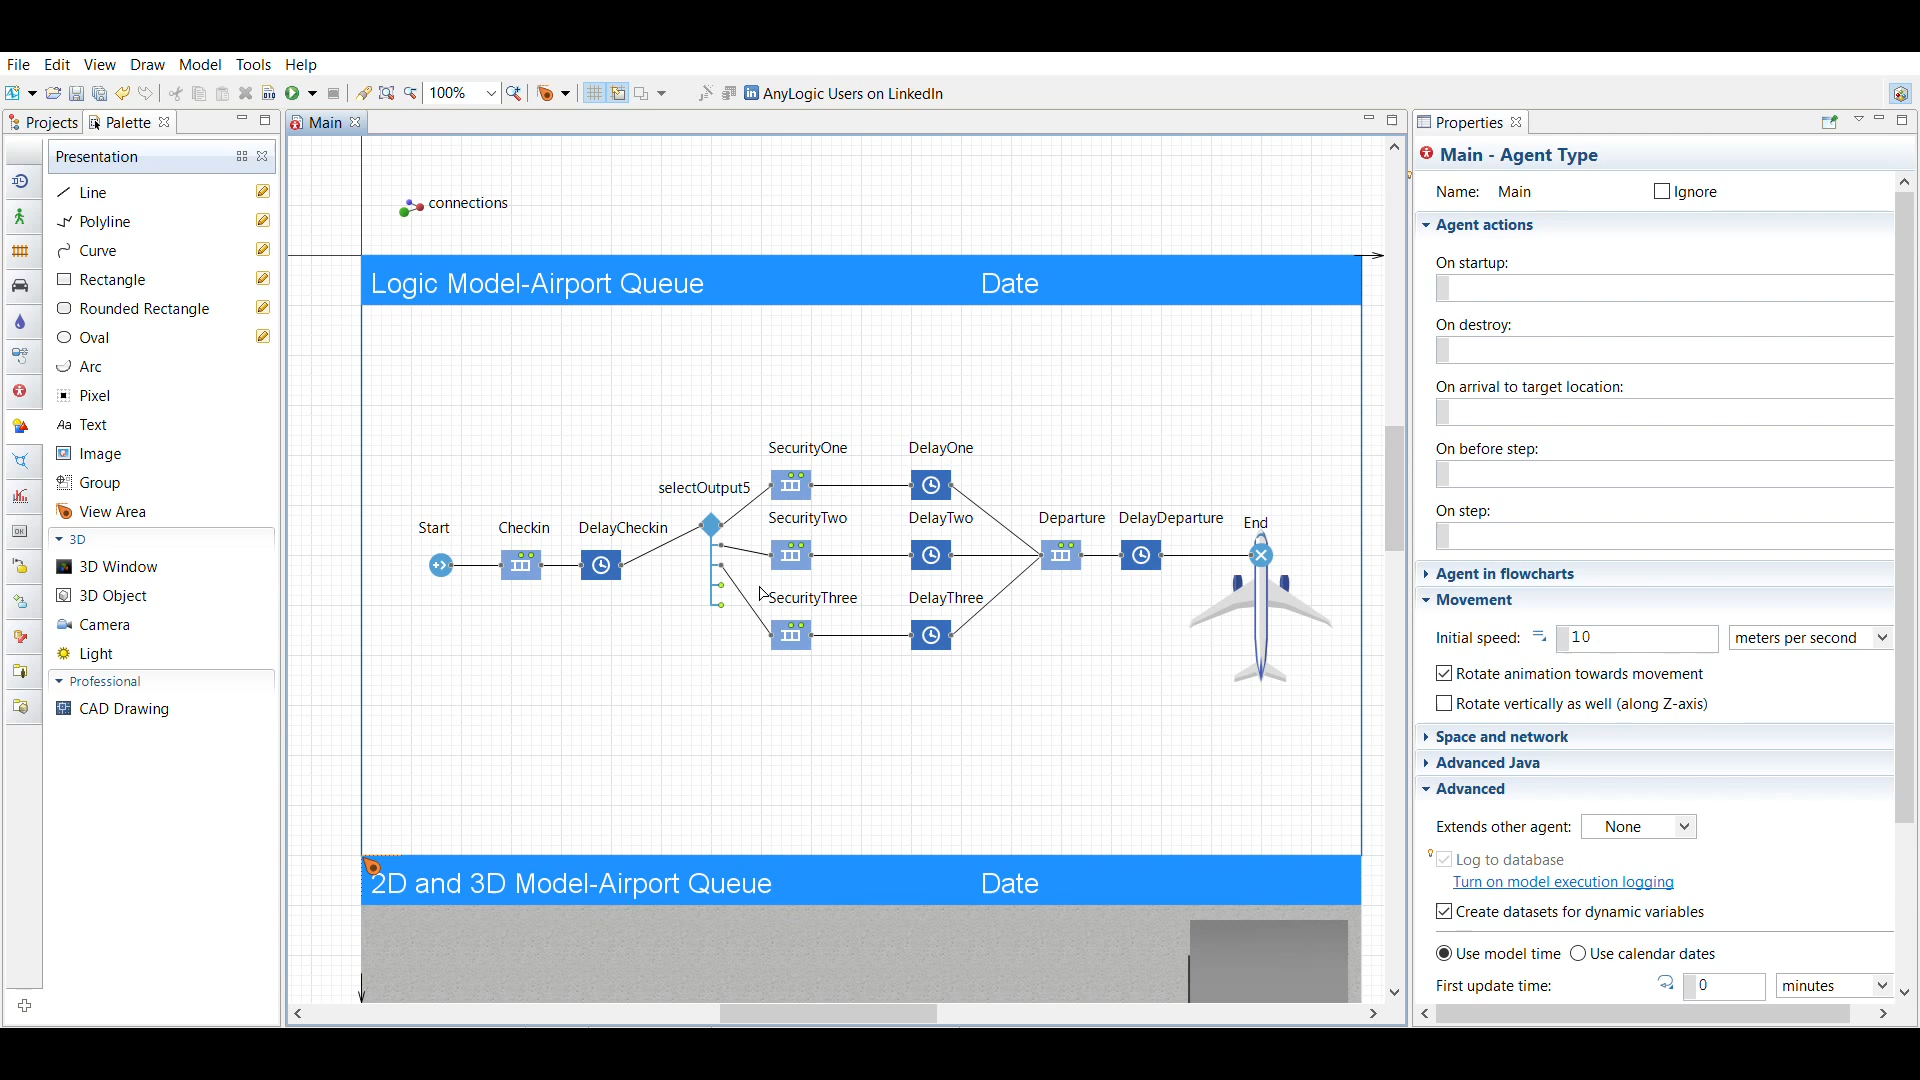 File Edit View Draw Model Tools Help
100% AnyLogic Users on LinkedIn
Projects Palette
Presentation
Line
Polyline
Curve
Rectangle
Rounded Rectangle
Oval
Arc
Pixel
Aa Text
Image
Group
View Area
3D
3D Window
3D Object
Camera
Light
Professional
CAD Drawing
Main
connections
Logic Model-Airport Queue Date
SecurityOne DelayOne
selectOutput5
Start Checkin DelayCheckin SecurityTwo DelayTwo Departure DelayDeparture End
SecurityThree DelayThree
2D and 3D Model-Airport Queue Date
Properties
Main - Agent Type
Name: Main Ignore
Agent actions
On startup:
On destroy:
On arrival to target location:
On before step:
On step:
Agent in flowcharts
Movement
Initial speed: 10 meters per second
Rotate animation towards movement
Rotate vertically as well (along Z-axis)
Space and network
Advanced Java
Advanced
Extends other agent: None
Log to database
Turn on model execution logging
Create datasets for dynamic variables
Use model time Use calendar dates
First update time: 0 minutes